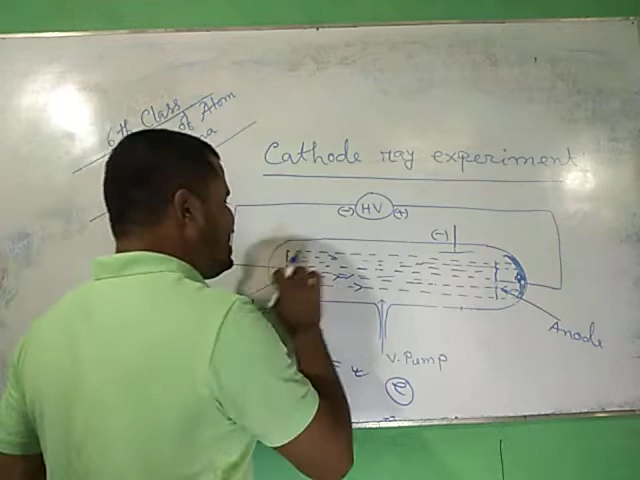 6th Class
of Atom
Cathode ray experiment
(-) HV (+)
(-)
Anode
V. Pump
e